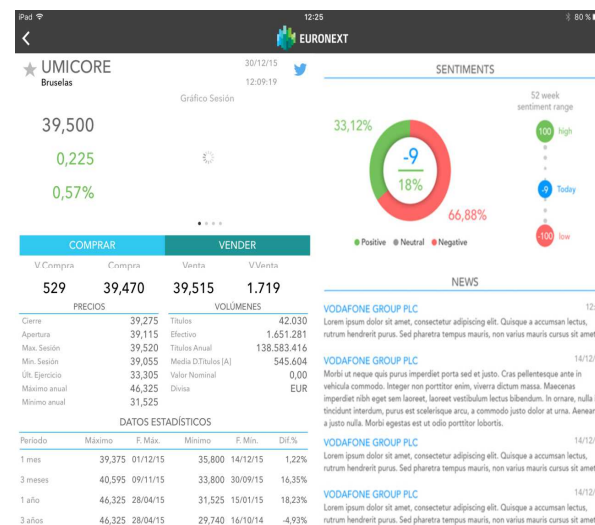 iPad 12:25 80 %
EURONEXT
UMICORE
Bruselas
30/12/15
12:09:19
Gráfico Sesión
39,500
0,225
0,57%
COMPRAR VENDER
V.Compra Compra Venta V.Venta
529 39,470 39,515 1.719
PRECIOS
Cierre 39,275
Apertura 39,115
Max. Sesión 39,520
Min. Sesión 39,055
Últ. Ejercicio 33,305
Máximo anual 46,325
Mínimo anual 31,525
VOLÚMENES
Títulos 42.030
Efectivo 1.651.281
Títulos Anual 138.583.416
Media D.Títulos [A] 545.604
Valor Nominal 0,00
Divisa EUR
DATOS ESTADÍSTICOS
Período Máximo F. Máx. Mínimo F. Mín. Dif.%
1 mes 39,375 01/12/15 35,800 14/12/15 1,22%
3 meses 40,595 09/11/15 33,800 30/09/15 16,35%
1 año 46,325 28/04/15 31,525 15/01/15 18,23%
3 años 46,325 28/04/15 29,740 16/10/14 -4,93%
SENTIMENTS
52 week
sentiment range
33,12%
-9
18%
66,88%
100 high
-9 Today
-100 low
Positive Neutral Negative
NEWS
VODAFONE GROUP PLC 12:
Lorem ipsum dolor sit amet, consectetur adipiscing elit. Quisque a accumsan lectus,
rutrum hendrerit purus. Sed pharetra tempus mauris, non varius mauris cursus sit amet
VODAFONE GROUP PLC 14/12/
Morbi ut neque quis purus imperdiet porta sed et justo. Cras pellentesque ante in
vehicula commodo. Integer non porttitor enim, viverra dictum massa. Maecenas
imperdiet nibh eget sem laoreet, laoreet vestibulum lectus bibendum. In ornare, nulla
tincidunt interdum, purus est scelerisque arcu, a commodo justo dolor at urna. Aenean
a justo nulla. Morbi egestas est ut odio porttitor lobortis.
VODAFONE GROUP PLC 14/12/
Lorem ipsum dolor sit amet, consectetur adipiscing elit. Quisque a accumsan lectus,
rutrum hendrerit purus. Sed pharetra tempus mauris, non varius mauris cursus sit amet
VODAFONE GROUP PLC 14/12/
Lorem ipsum dolor sit amet, consectetur adipiscing elit. Quisque a accumsan lectus,
rutrum hendrerit purus. Sed pharetra tempus mauris, non varius mauris cursus sit amet